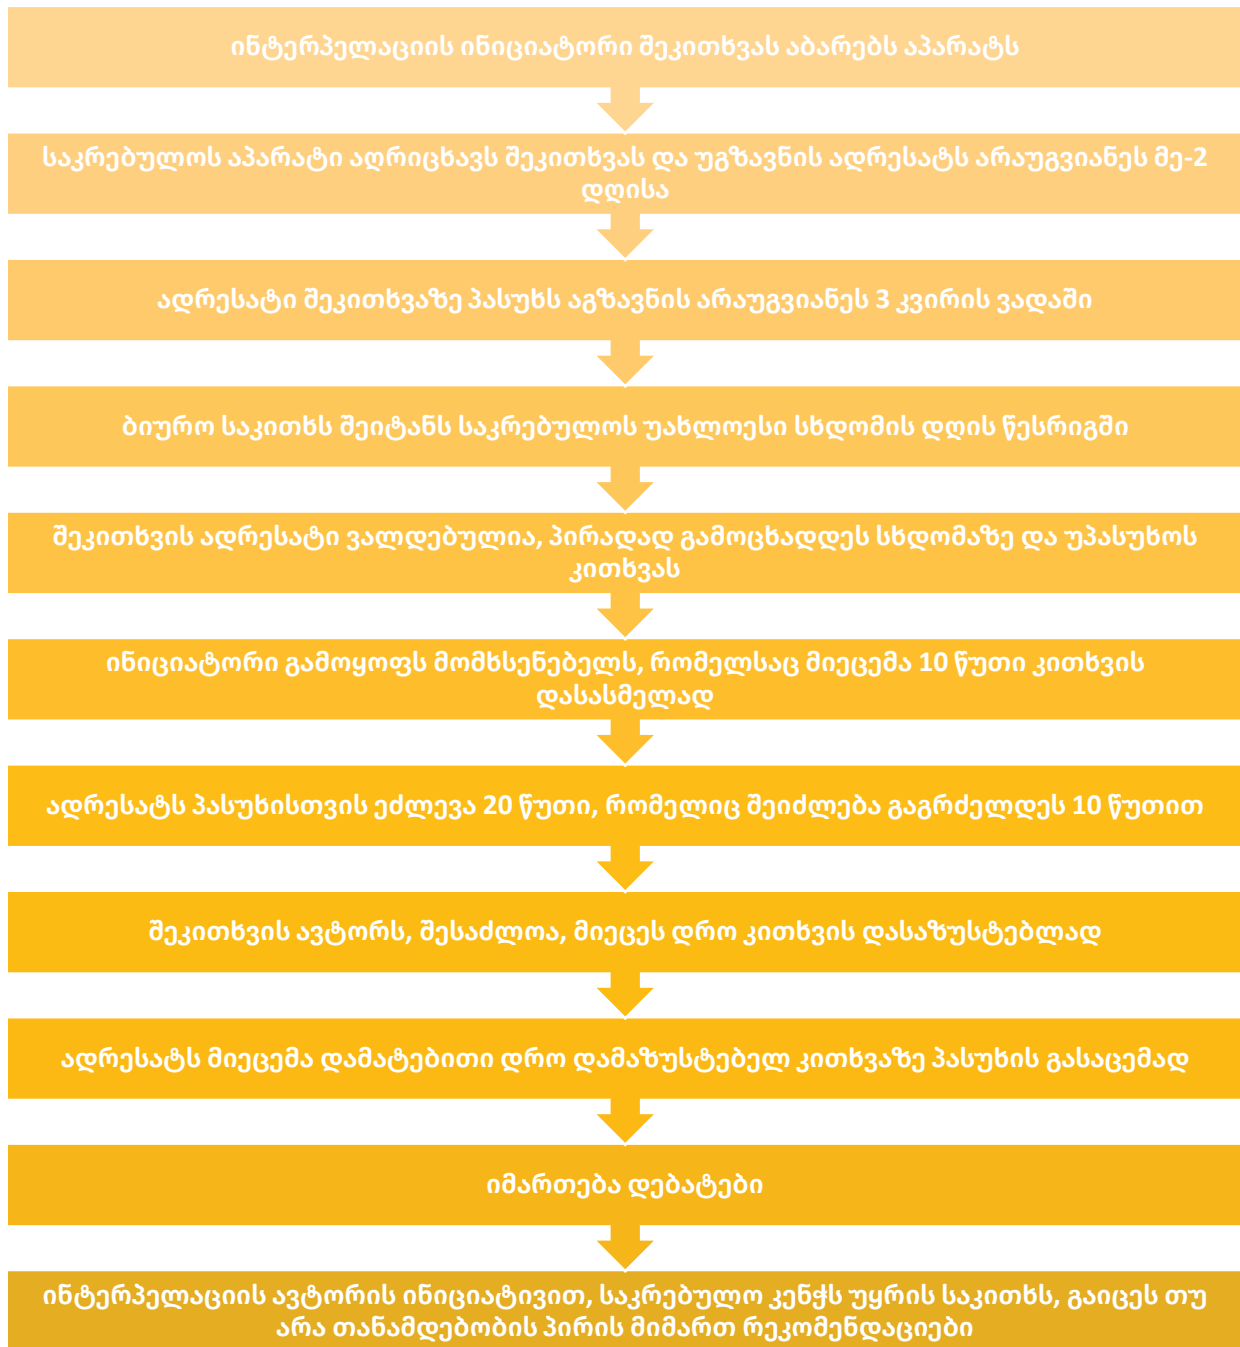 ინტერპელაციის ინიციატორი შეკითხვას აბარებს აპარატს
საკრებულოს აპარატი აღრიცხავს შეკითხვას და უგზავნის ადრესატს არაუგვიანეს მე-2
დღისა
ადრესატი შეკითხვაზე პასუხს აგზავნის არაუგვიანეს 3 კვირის ვადაში
ბიურო საკითხს შეიტანს საკრებულოს უახლოესი სხდომის დღის წესრიგში
შეკითხვის ადრესატი ვალდებულია, პირადად გამოცხადდეს სხდომაზე და უპასუხოს
კითხვას
ინიციატორი გამოყოფს მომხსენებელს, რომელსაც მიეცემა 10 წუთი კითხვის
დასასმელად
ადრესატს პასუხისთვის ეძლევა 20 წუთი, რომელიც შეიძლება გაგრძელდეს 10 წუთით
შეკითხვის ავტორს, შესაძლოა, მიეცეს დრო კითხვის დასაზუსტებლად
ადრესატს მიეცემა დამატებითი დრო დამაზუსტებელ კითხვაზე პასუხის გასაცემად
იმართება დებატები
ინტერპელაციის ავტორის ინიციატივით, საკრებულო კენჭს უყრის საკითხს, გაიცეს თუ
არა თანამდებობის პირის მიმართ რეკომენდაციები